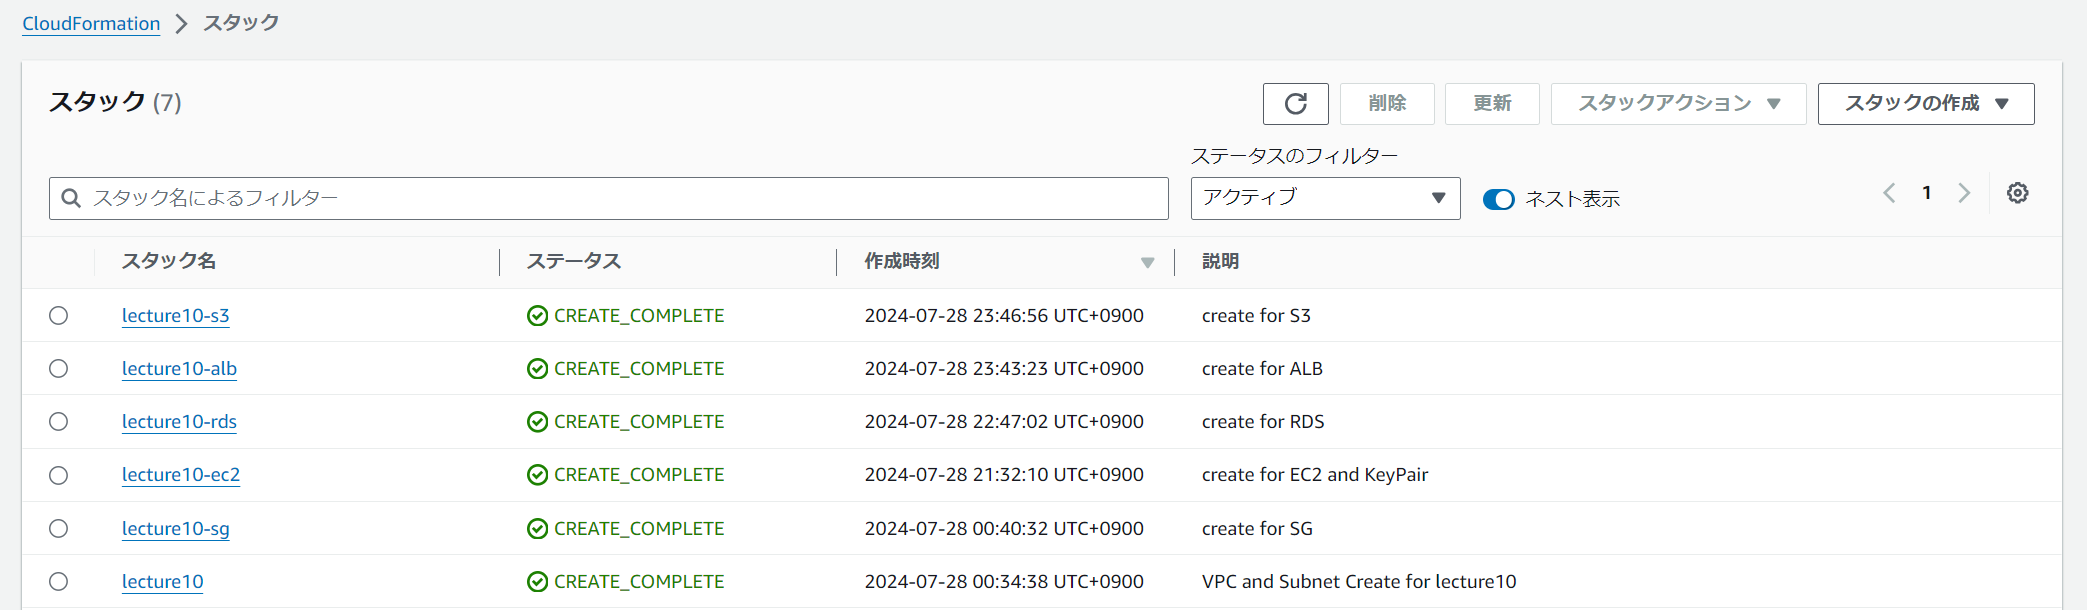 CloudFormation > スタック
スタック (7)
削除 更新 スタックアクション ▼ スタックの作成 ▼
ステータスのフィルター
スタック名によるフィルター アクティブ ▼ ネスト表示 < 1 >
スタック名 ステータス 作成時刻 ▼ 説明
lecture10-s3 CREATE_COMPLETE 2024-07-28 23:46:56 UTC+0900 create for S3
lecture10-alb CREATE_COMPLETE 2024-07-28 23:43:23 UTC+0900 create for ALB
lecture10-rds CREATE_COMPLETE 2024-07-28 22:47:02 UTC+0900 create for RDS
lecture10-ec2 CREATE_COMPLETE 2024-07-28 21:32:10 UTC+0900 create for EC2 and KeyPair
lecture10-sg CREATE_COMPLETE 2024-07-28 00:40:32 UTC+0900 create for SG
lecture10 CREATE_COMPLETE 2024-07-28 00:34:38 UTC+0900 VPC and Subnet Create for lecture10